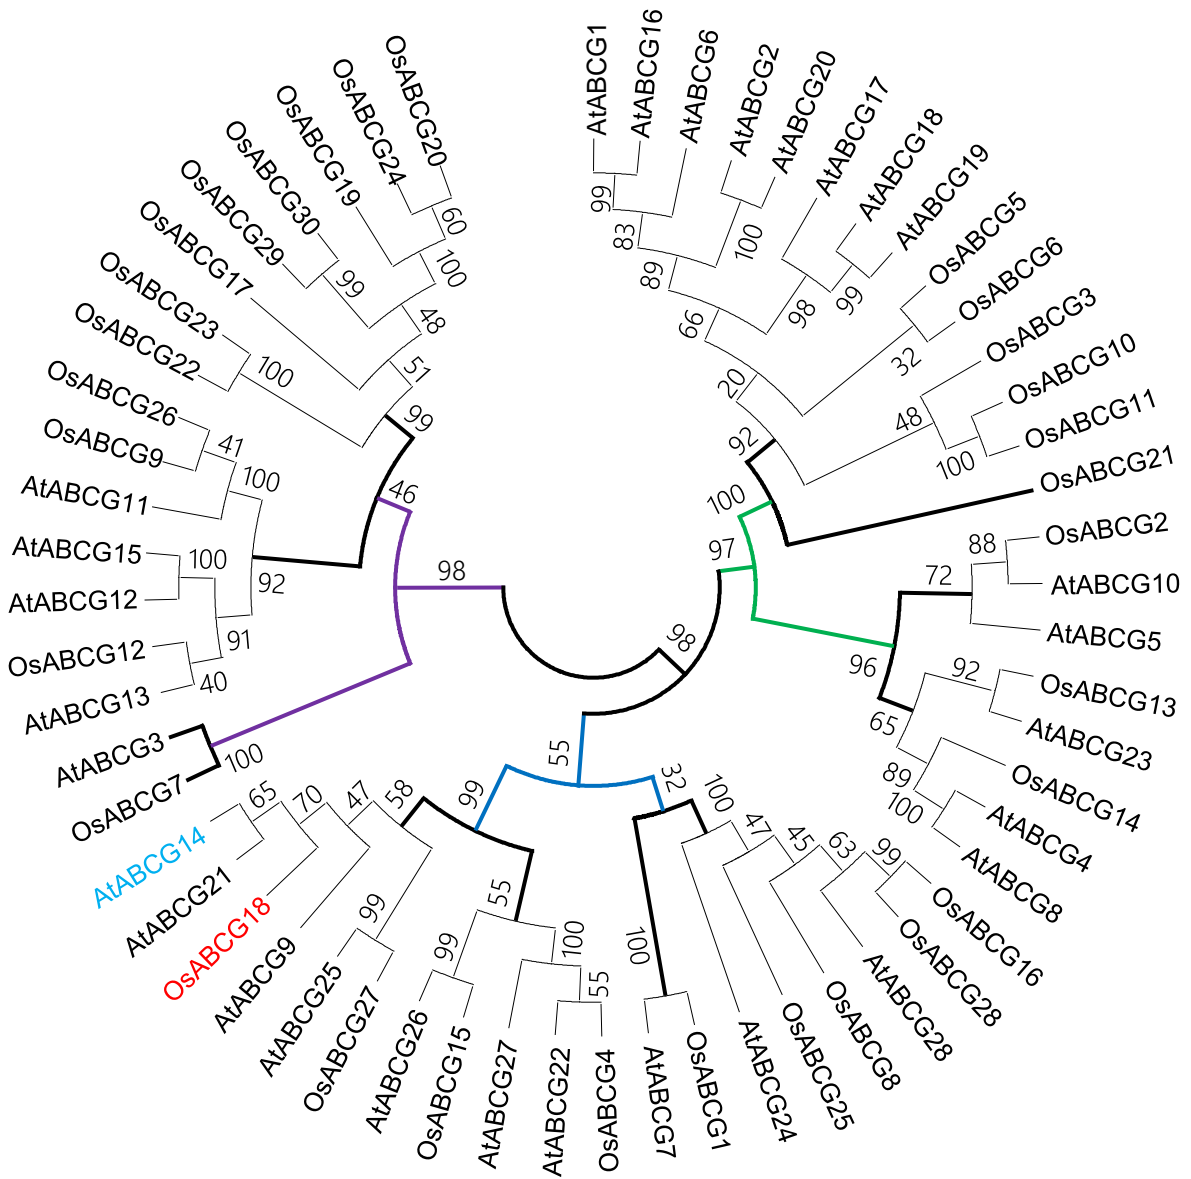 AtABCG1
AtABCG16
AtABCG6
AtABCG2
AtABCG20
AtABCG17
AtABCG18
AtABCG19
OsABCG5
OsABCG6
OsABCG3
OsABCG10
OsABCG11
OsABCG21
OsABCG2
AtABCG10
AtABCG5
OsABCG13
AtABCG23
OsABCG14
AtABCG4
AtABCG8
OsABCG16
OsABCG28
AtABCG28
OsABCG8
OsABCG25
AtABCG24
OsABCG1
AtABCG7
OsABCG4
AtABCG22
AtABCG27
OsABCG15
AtABCG26
OsABCG27
AtABCG25
AtABCG9
OsABCG18
AtABCG21
AtABCG14
OsABCG7
AtABCG3
AtABCG13
OsABCG12
AtABCG12
AtABCG15
AtABCG11
OsABCG9
OsABCG26
OsABCG22
OsABCG23
OsABCG17
OsABCG29
OsABCG30
OsABCG19
OsABCG24
OsABCG20
99
83
89
100
66
98
99
20
32
48
100
92
100
97
88
72
96
92
65
89
100
98
55
32
100
47
45
63
99
100
99
55
100
55
99
58
47
70
65
99
98
46
100
92
100
41
100
91
40
99
100
51
48
99
100
60